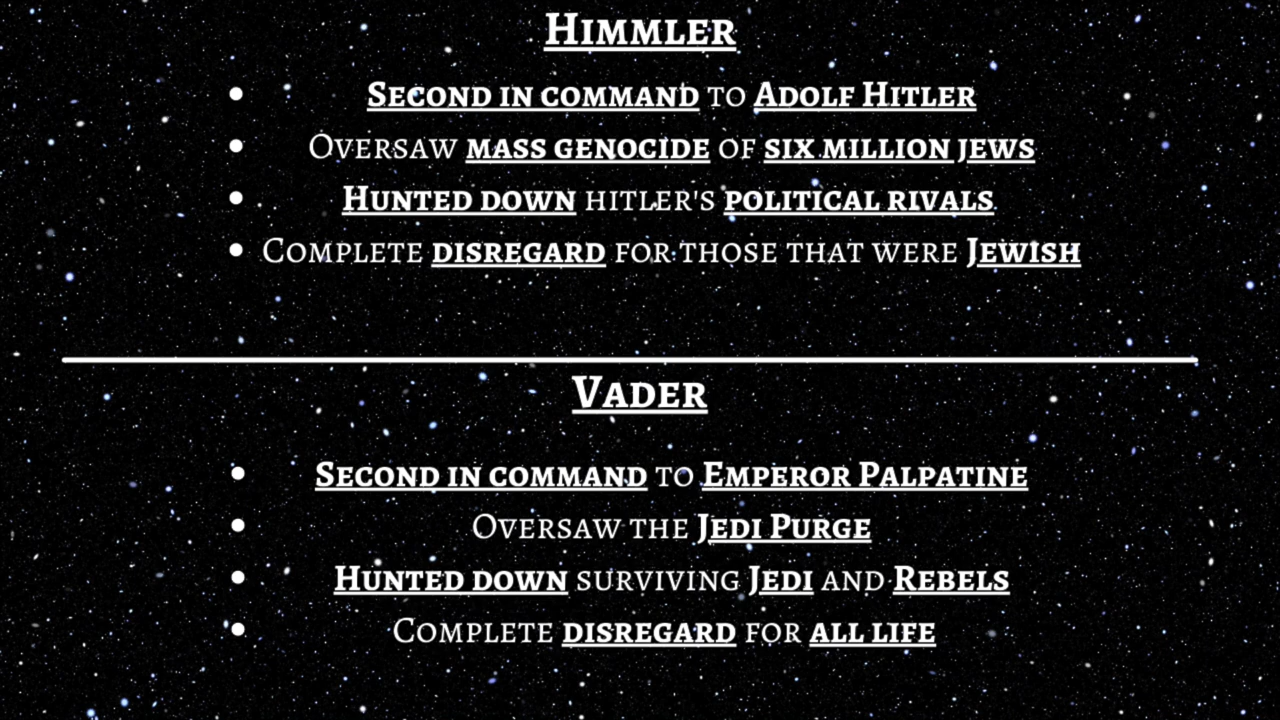 Himmler
• Second in command to Adolf Hitler
• Oversaw mass genocide of six million Jews
• Hunted down hitler's political rivals.
• Complete disregard for those that were Jewish
Vader
• Second in command to Emperor Palpatine
• Oversaw the Jedi Purge
• Hunted down surviving Jedi and Rebels
• Complete disregard for all life